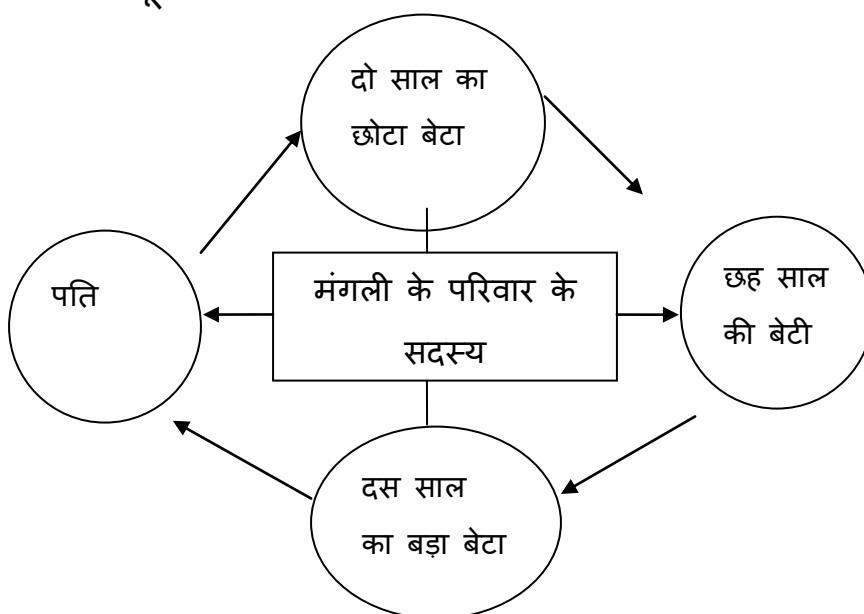 दो साल का
छोटा बेटा
पति
मंगली के परिवार के
सदस्य
छह साल
की बेटी
दस साल
का बड़ा बेटा